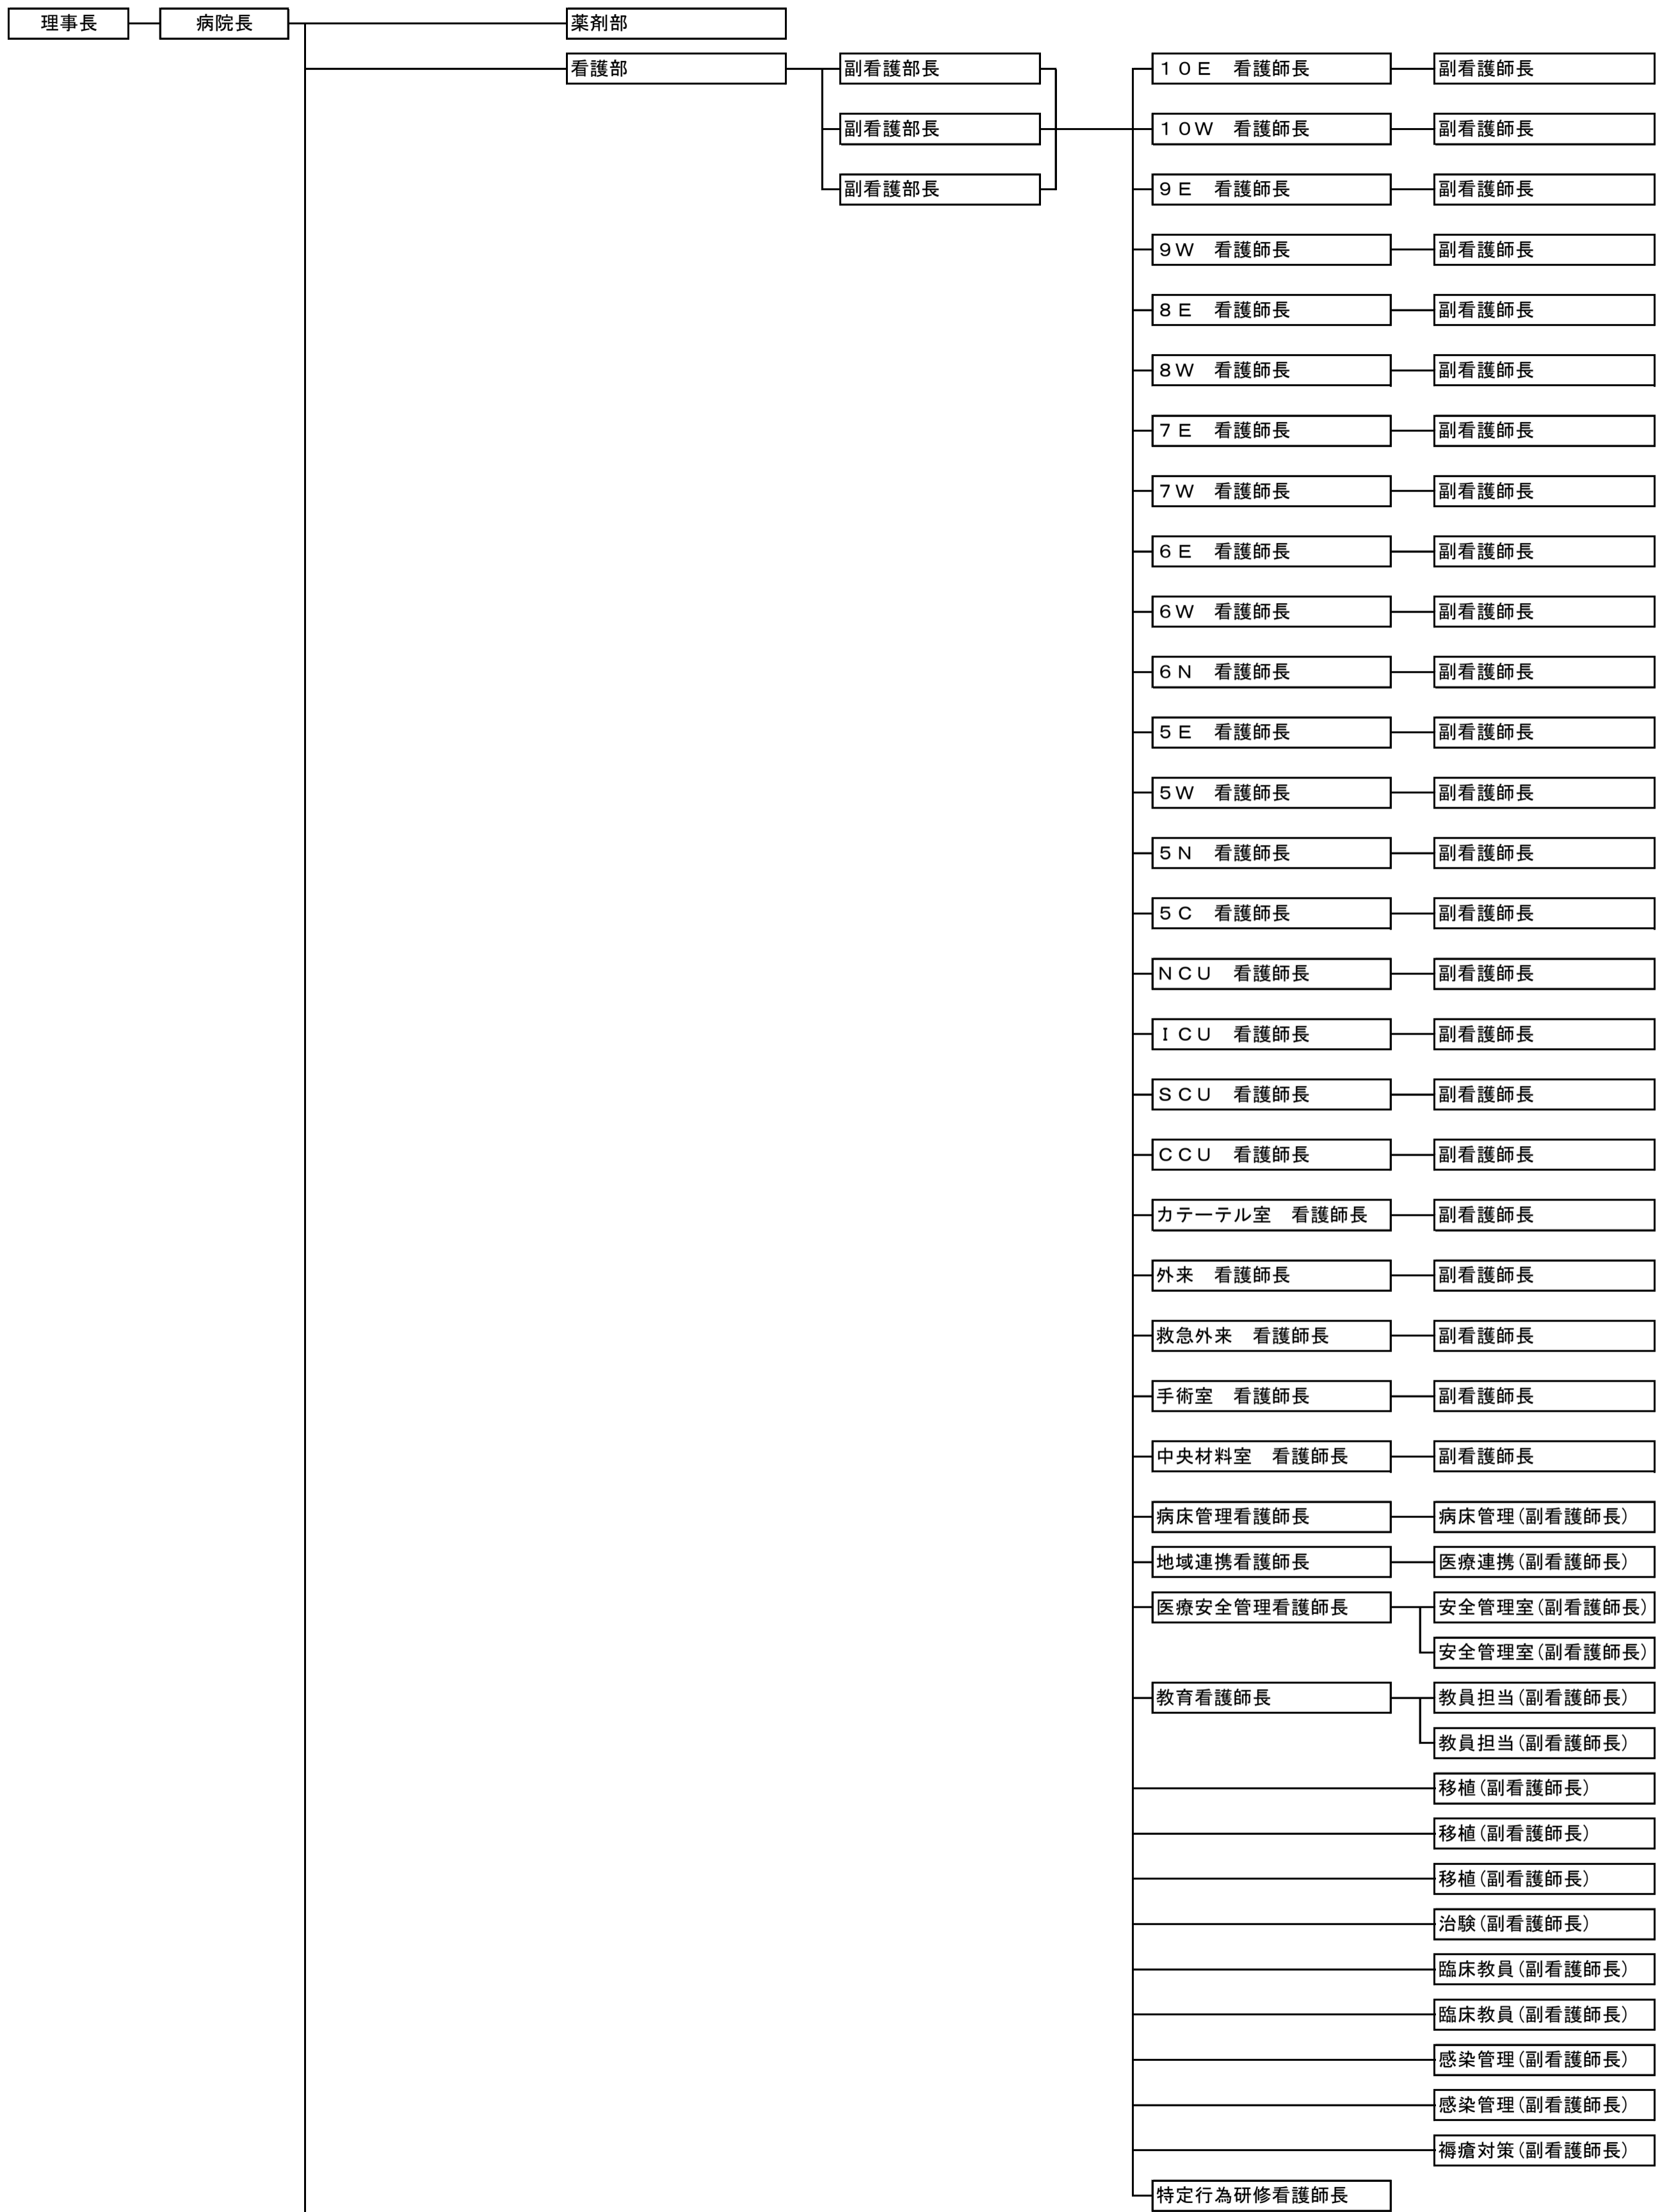 理事長 病院長 薬剤部
看護部 副看護部長 １０Ｅ　看護師長 副看護師長
副看護部長 １０Ｗ　看護師長 副看護師長
副看護部長 ９Ｅ　看護師長 副看護師長
９Ｗ　看護師長 副看護師長
８Ｅ　看護師長 副看護師長
８Ｗ　看護師長 副看護師長
７Ｅ　看護師長 副看護師長
７Ｗ　看護師長 副看護師長
６Ｅ　看護師長 副看護師長
６Ｗ　看護師長 副看護師長
６Ｎ　看護師長 副看護師長
５Ｅ　看護師長 副看護師長
５Ｗ　看護師長 副看護師長
５Ｎ　看護師長 副看護師長
５Ｃ　看護師長 副看護師長
ＮＣＵ　看護師長 副看護師長
ＩＣＵ　看護師長 副看護師長
ＳＣＵ　看護師長 副看護師長
ＣＣＵ　看護師長 副看護師長
カテーテル室　看護師長 副看護師長
外来　看護師長 副看護師長
救急外来　看護師長 副看護師長
手術室　看護師長 副看護師長
中央材料室　看護師長 副看護師長
病床管理看護師長 病床管理（副看護師長）
地域連携看護師長 医療連携（副看護師長）
医療安全管理看護師長 安全管理室（副看護師長）
安全管理室（副看護師長）
教育看護師長 教員担当（副看護師長）
教員担当（副看護師長）
移植（副看護師長）
移植（副看護師長）
移植（副看護師長）
治験（副看護師長）
臨床教員（副看護師長）
臨床教員（副看護師長）
感染管理（副看護師長）
感染管理（副看護師長）
褥瘡対策（副看護師長）
特定行為研修看護師長